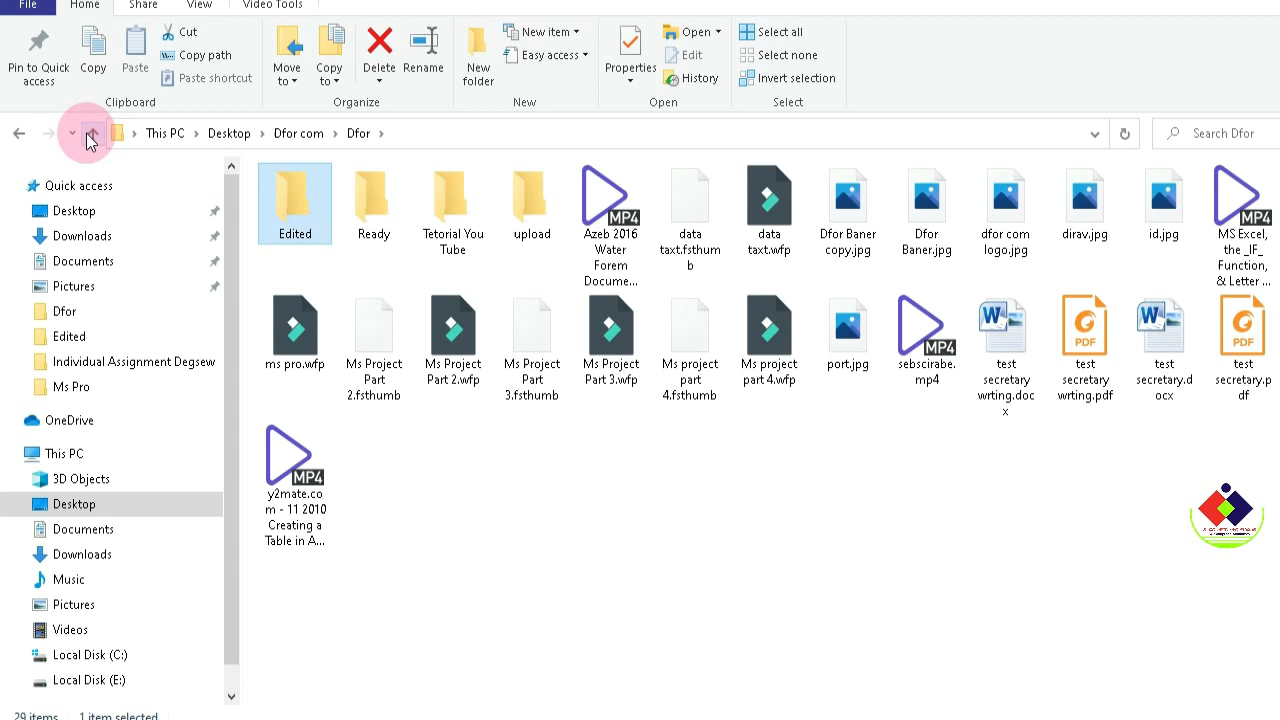 File Home Share View Video Tools
Pin to Quick
access
Copy
Paste
Cut
Copy path
Paste shortcut
Move
to
Copy
to
Delete
Rename
New
folder
New item
Easy access
Properties
Open
Edit
History
Select all
Select none
Invert selection
Clipboard Organize New Open Select
This PC Desktop Dfor com Dfor
Search Dfor
Quick access
Desktop
Downloads
Documents
Pictures
Dfor
Edited
Individual Assignment Degsew
Ms Pro
OneDrive
This PC
3D Objects
Desktop
Documents
Downloads
Music
Pictures
Videos
Local Disk (C:)
Local Disk (E:)
Edited
Ready
Tetorial You
Tube
upload
MP4
Azeb 2016
Water
Forem
Docume...
data
taxt.fsthum
b
data
taxt.wfp
Dfor Baner
copy.jpg
Dfor
Baner.jpg
dfor com
logo.jpg
dirav.jpg
id.jpg
MP4
MS Excel,
the _IF_
Function,
& Letter ...
ms pro.wfp
Ms Project
Part
2.fsthumb
Ms Project
Part 2.wfp
Ms Project
Part
3.fsthumb
Ms Project
Part 3.wfp
Ms project
part
4.fsthumb
Ms Project
part 4.wfp
port.jpg
MP4
sebscirabe.
mp4
W
test
secretary
wrting.doc
x
PDF
test
secretary
wrting.pdf
W
test
secretary.d
ocx
PDF
test
secretary.p
df
MP4
y2mate.co
m - 11 2010
Creating a
Table in A...
29 items 1 item selected